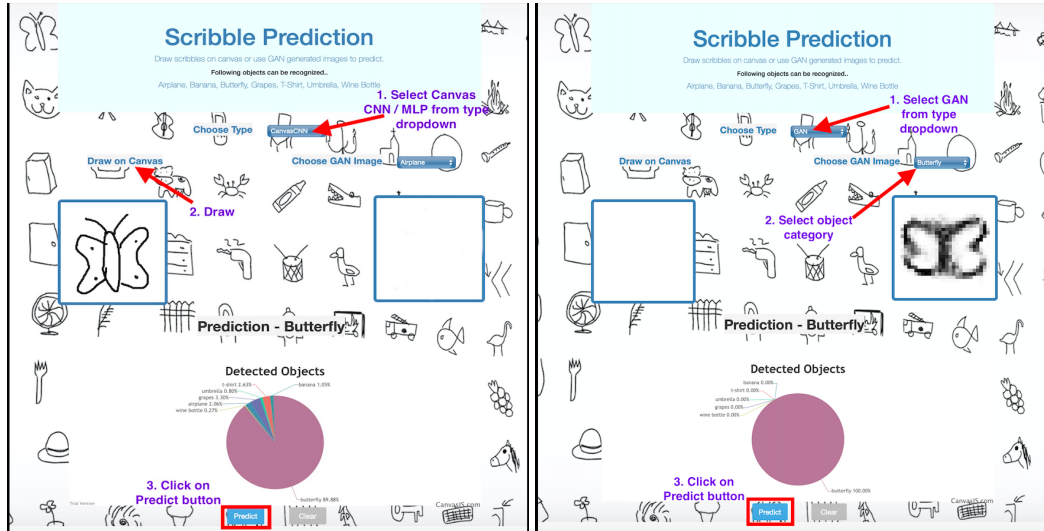 Scribble Prediction
Draw scribbles on canvas or use GAN generated images to predict.
Following objects can be recognized..
Airplane, Banana, Butterfly, Grapes, T-Shirt, Umbrella, Wine Bottle
1. Select Canvas
CNN / MLP from type
dropdown
Choose Type
CanvasCNN
Draw on Canvas
Choose GAN Image
Airplane
2. Draw
Prediction - Butterfly
Detected Objects
t-shirt 2.63%
banana 1.05%
umbrella 0.80%
grapes 3.30%
airplane 2.06%
wine bottle 0.27%
butterfly 89.88%
3. Click on
Predict button
Trial Version
CanvasJS.com
Predict
Clear
Scribble Prediction
Draw scribbles on canvas or use GAN generated images to predict.
Following objects can be recognized..
Airplane, Banana, Butterfly, Grapes, T-Shirt, Umbrella, Wine Bottle
1. Select GAN
from type
dropdown
Choose Type
GAN
Draw on Canvas
Choose GAN Image
Butterfly
2. Select object
category
Prediction - Butterfly
Detected Objects
banana 0.00%
t-shirt 0.00%
umbrella 0.00%
grapes 0.00%
wine bottle 0.00%
butterfly 100.00%
3. Click on
Predict button
CanvasJS.com
Predict
Clear